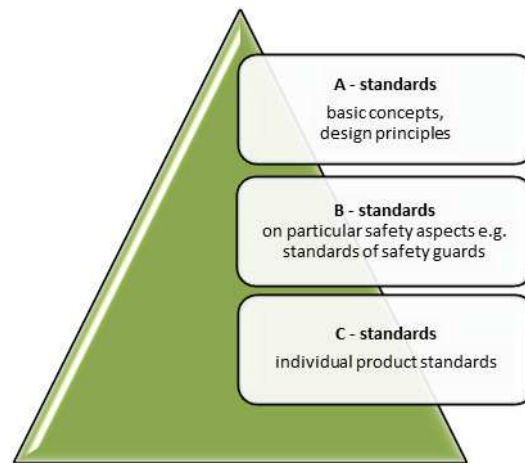 A - standards
basic concepts,
design principles
B - standards
on particular safety aspects e.g.
standards of safety guards
C - standards
individual product standards